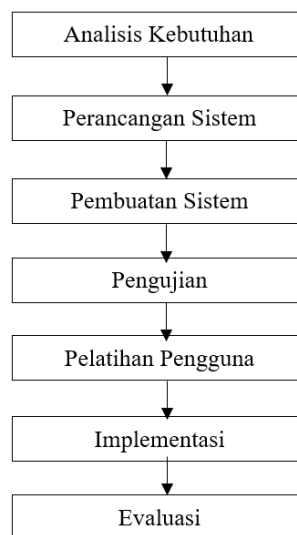 Analisis Kebutuhan
Perancangan Sistem
Pembuatan Sistem
Pengujian
Pelatihan Pengguna
Implementasi
Evaluasi